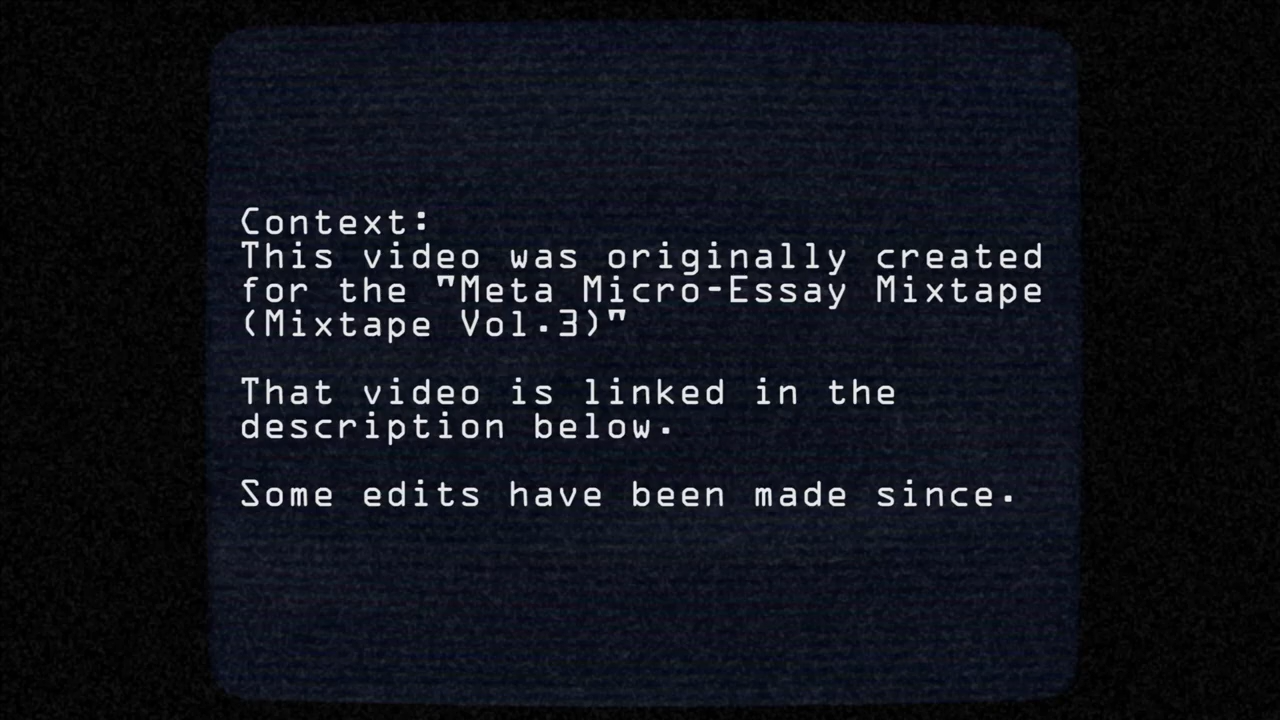 Context:
This video was originally created
for the "Meta Micro-Essay Mixtape
(Mixtape Vol.3)"
That video is linked in the
description below.
Some edits have been made since.